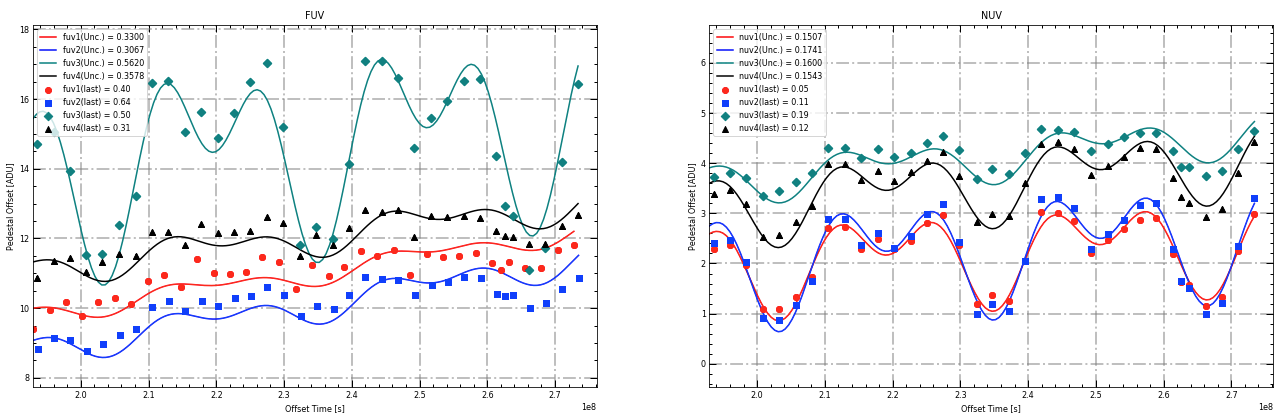 FUV
fuv1(Unc.) = 0.3300
fuv2(Unc.) = 0.3067
fuv3(Unc.) = 0.5620
fuv4(Unc.) = 0.3578
fuv1(last) = 0.40
fuv2(last) = 0.64
fuv3(last) = 0.50
fuv4(last) = 0.31
Pedestal Offset [ADU]
18
16
14
12
10
8
2.0 2.1 2.2 2.3 2.4 2.5 2.6 2.7
1e8
Offset Time [s]
NUV
nuv1(Unc.) = 0.1507
nuv2(Unc.) = 0.1741
nuv3(Unc.) = 0.1600
nuv4(Unc.) = 0.1543
nuv1(last) = 0.05
nuv2(last) = 0.11
nuv3(last) = 0.19
nuv4(last) = 0.12
Pedestal Offset [ADU]
6
5
4
3
2
1
0
2.0 2.1 2.2 2.3 2.4 2.5 2.6 2.7
1e8
Offset Time [s]